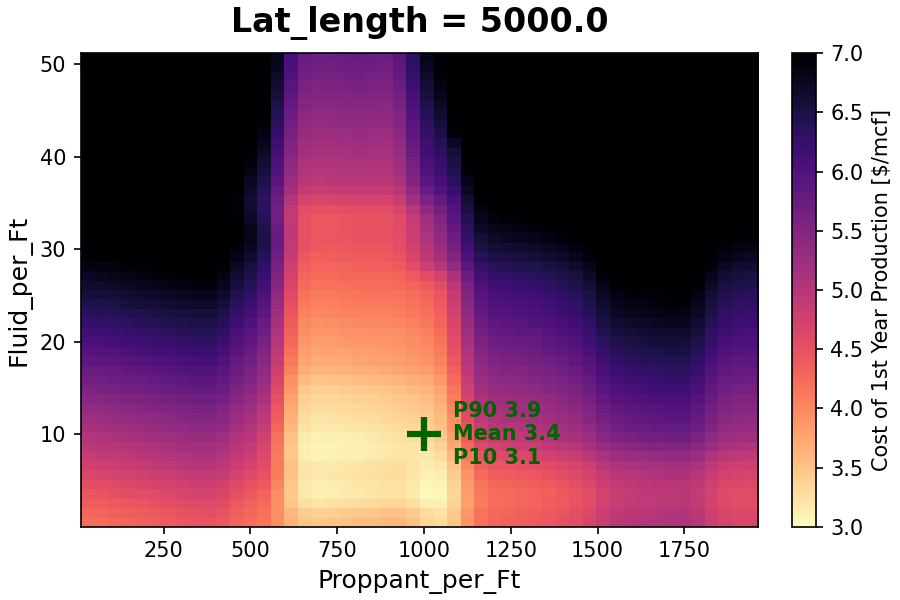 Lat_length = 5000.0
Fluid_per_Ft
50
40
30
20
10
P90 3.9
Mean 3.4
P10 3.1
250 500 750 1000 1250 1500 1750
Proppant_per_Ft
7.0
6.5
6.0
5.5
5.0
4.5
4.0
3.5
3.0
Cost of 1st Year Production [$/mcf]